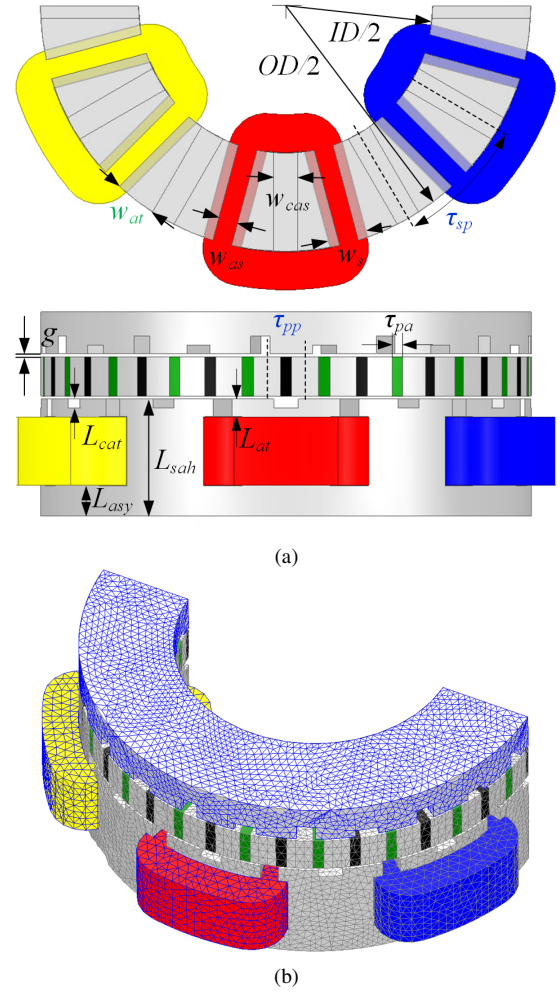 ID/2
OD/2
w_cas
w_at
w_as
w_s
τ_sp
g
τ_pp
τ_pa
L_cat
L_at
L_sah
L_asy
(a)
(b)